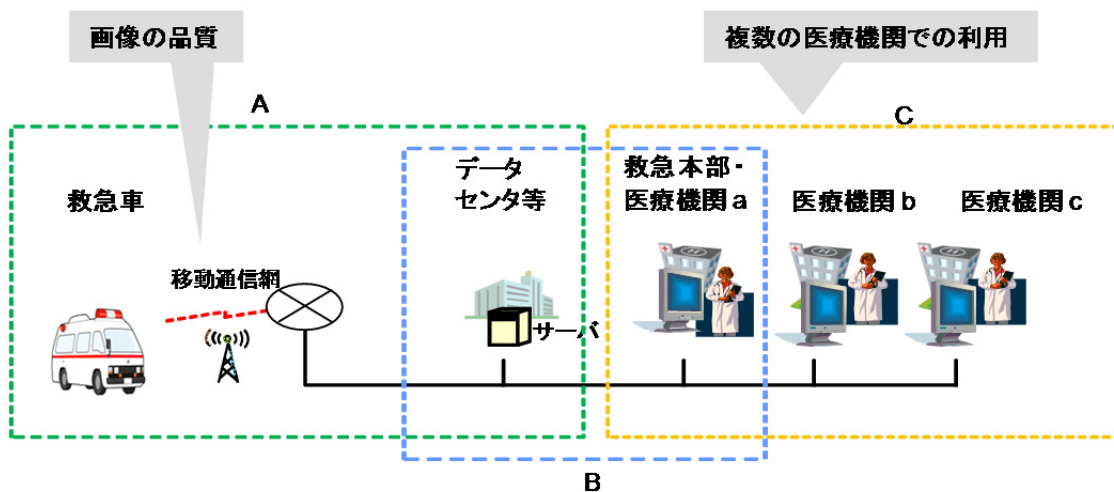 画像の品質
複数の医療機関での利用
A
C
救急車
データ
センタ等
救急本部・
医療機関a
医療機関b
医療機関c
移動通信網
サーバ
B